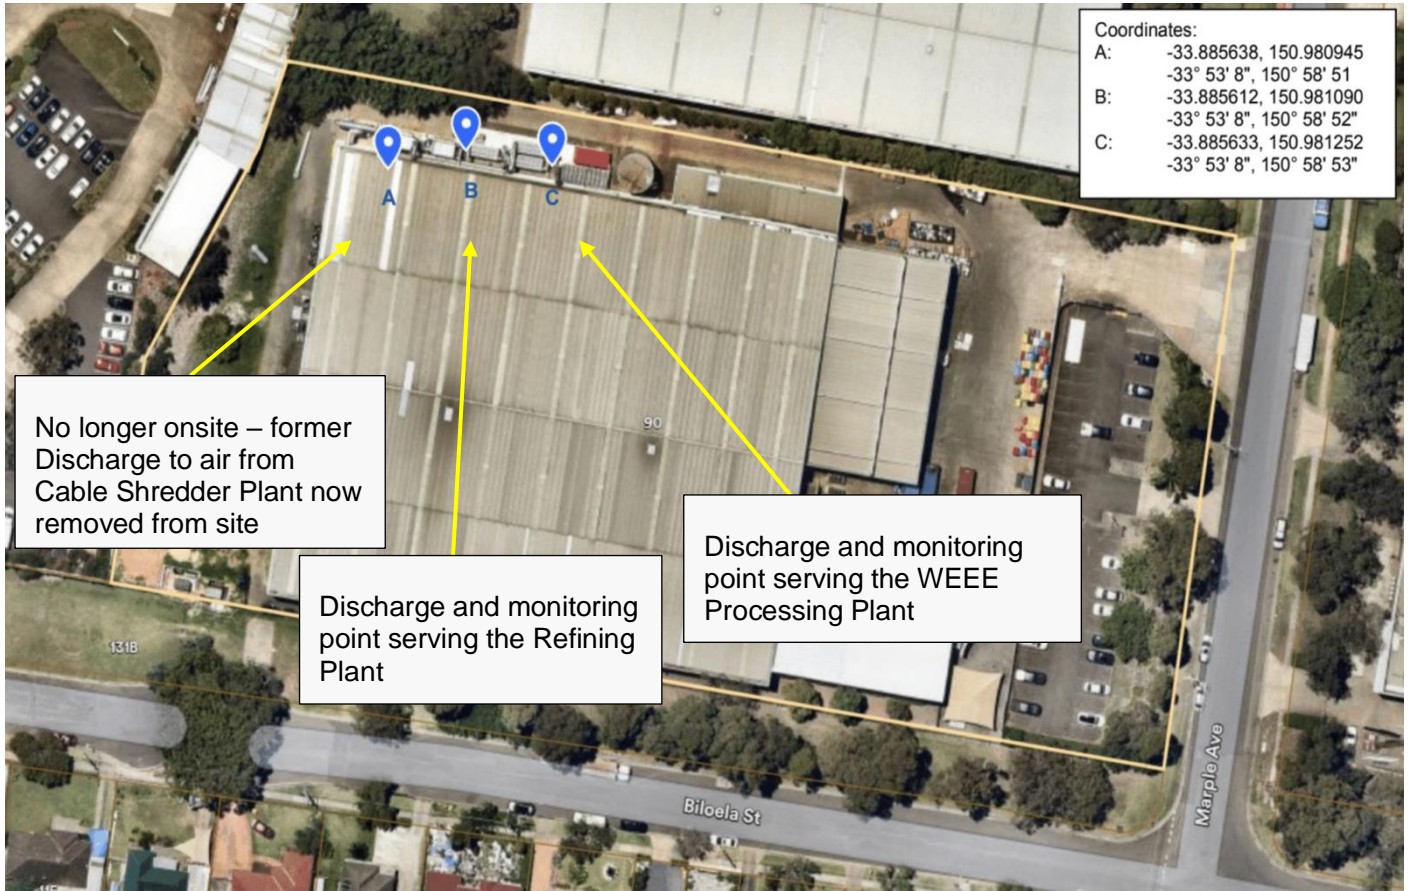 Coordinates:
A: -33.885638, 150.980945
-33° 53' 8", 150° 58' 51
B: -33.885612, 150.981090
-33° 53' 8", 150° 58' 52"
C: -33.885633, 150.981252
-33° 53' 8", 150° 58' 53"
A
B
C
No longer onsite – former
Discharge to air from
Cable Shredder Plant now
removed from site
90
Discharge and monitoring
point serving the WEEE
Processing Plant
Discharge and monitoring
point serving the Refining
Plant
131B
Biloela St
Marple Ave